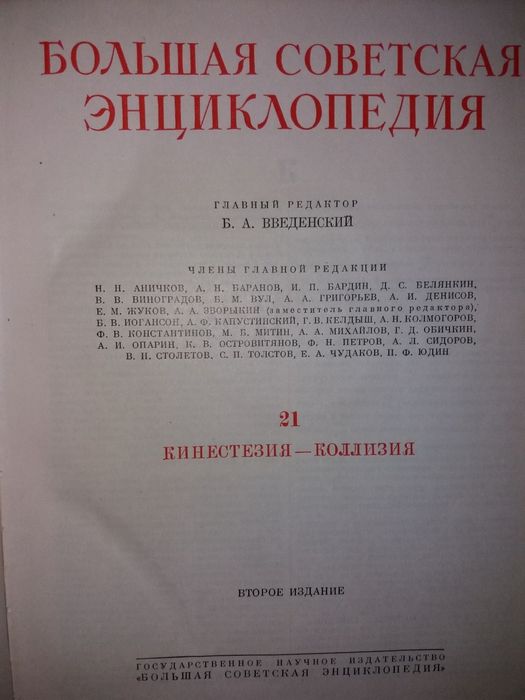 БОЛЬШАЯ СОВЕТСКАЯ
ЭНЦИКЛОПЕДИЯ
ГЛАВНЫЙ РЕДАКТОР
Б. А. ВВЕДЕНСКИЙ
ЧЛЕНЫ ГЛАВНОЙ РЕДАКЦИИ
Н. Н. АНИЧКОВ, А. Н. БАРАНОВ, И. П. БАРДИН, Д. С. БЕЛЯНКИН,
В. В. ВИНОГРАДОВ, Б. М. ВУЛ, А. А. ГРИГОРЬЕВ, А. И. ДЕНИСОВ,
Е. М. ЖУКОВ, А. А. ЗВОРЫКИН (заместитель главного редактора),
Б. В. ИОГАНСОН, А. Ф. КАПУСТИНСКИЙ, Г. В. КЕЛДЫШ, А. Н. КОЛМОГОРОВ,
Ф. В. КОНСТАНТИНОВ, М. Б. МИТИН, А. А. МИХАЙЛОВ, Г. Д. ОБИЧКИН,
А. И. ОПАРИН, К. В. ОСТРОВИТЯНОВ, Ф. Н. ПЕТРОВ, А. Л. СИДОРОВ,
В. Н. СТОЛЕТОВ, С. П. ТОЛСТОВ, Е. А. ЧУДАКОВ, П. Ф. ЮДИН
21
КИНЕСТЕЗИЯ — КОЛЛИЗИЯ
ВТОРОЕ ИЗДАНИЕ
ГОСУДАРСТВЕННОЕ НАУЧНОЕ ИЗДАТЕЛЬСТВО
«БОЛЬШАЯ СОВЕТСКАЯ ЭНЦИКЛОПЕДИЯ»